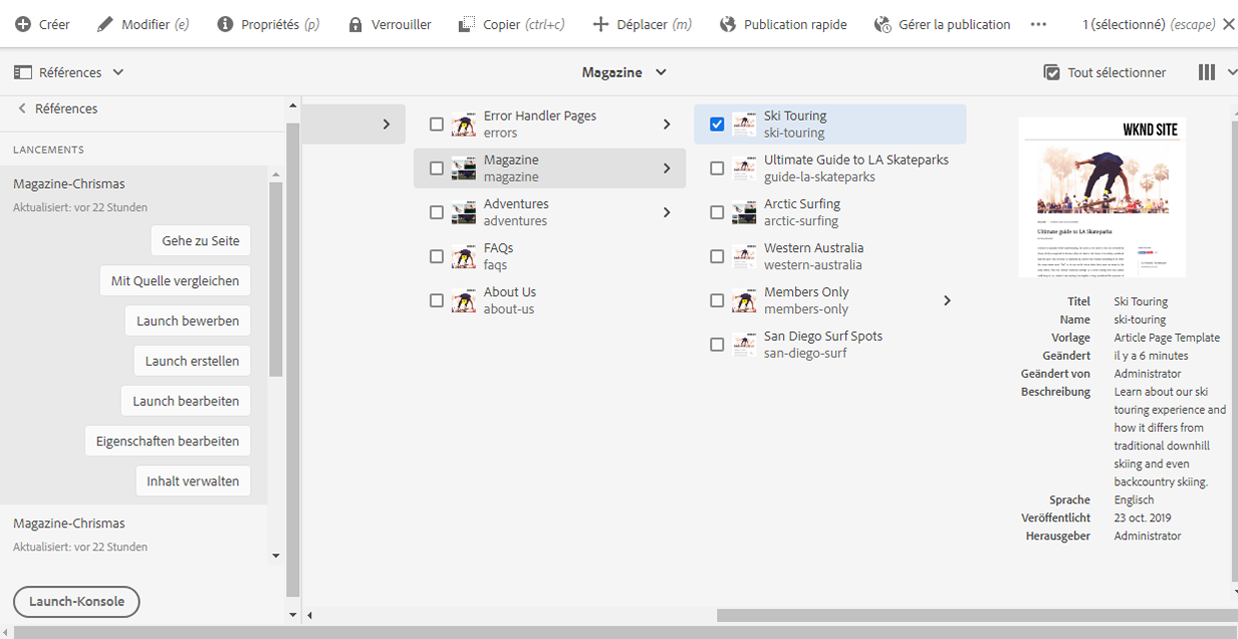 Créer Modifier (e) Propriétés (p) Verrouiller Copier (ctrl+c) Déplacer (m) Publication rapide Gérer la publication 1 (sélectionné) (escape)
Références Magazine Tout sélectionner
Références
LANCEMENTS
Magazine-Chrismas
Aktualisiert: vor 22 Stunden
Gehe zu Seite
Mit Quelle vergleichen
Launch bewerben
Launch erstellen
Launch bearbeiten
Eigenschaften bearbeiten
Inhalt verwalten
Magazine-Chrismas
Aktualisiert: vor 22 Stunden
Launch-Konsole
Error Handler Pages
errors
Magazine
magazine
Adventures
adventures
FAQs
faqs
About Us
about-us
Ski Touring
ski-touring
Ultimate Guide to LA Skateparks
guide-la-skateparks
Arctic Surfing
arctic-surfing
Western Australia
western-australia
Members Only
members-only
San Diego Surf Spots
san-diego-surf
WKND SITE
Ultimate guide to LA Skateparks
Titel Ski Touring
Name ski-touring
Vorlage Article Page Template
Geändert il y a 6 minutes
Geändert von Administrator
Beschreibung Learn about our ski
touring experience and
how it differs from
traditional downhill
skiing and even
backcountry skiing.
Sprache Englisch
Veröffentlicht 23 oct. 2019
Herausgeber Administrator